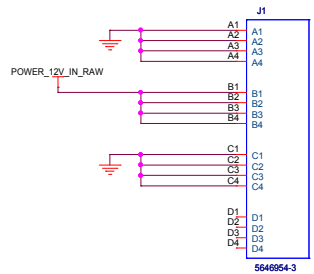 J1
A1 A1
A2 A2
A3 A3
A4 A4
POWER_12V_IN_RAW
B1 B1
B2 B2
B3 B3
B4 B4
C1 C1
C2 C2
C3 C3
C4 C4
D1 D1
D2 D2
D3 D3
D4 D4
5646954-3